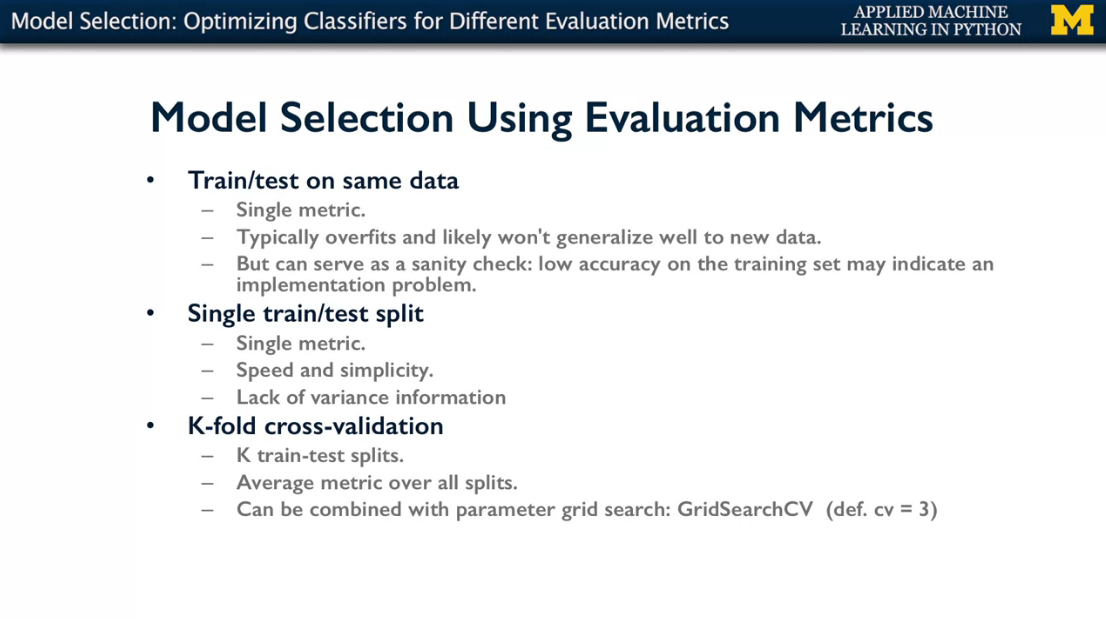 Model Selection: Optimizing Classifiers for Different Evaluation Metrics
APPLIED MACHINE
LEARNING IN PYTHON
M
Model Selection Using Evaluation Metrics
• Train/test on same data
– Single metric.
– Typically overfits and likely won't generalize well to new data.
– But can serve as a sanity check: low accuracy on the training set may indicate an
implementation problem.
• Single train/test split
– Single metric.
– Speed and simplicity.
– Lack of variance information
• K-fold cross-validation
– K train-test splits.
– Average metric over all splits.
– Can be combined with parameter grid search: GridSearchCV (def. cv = 3)